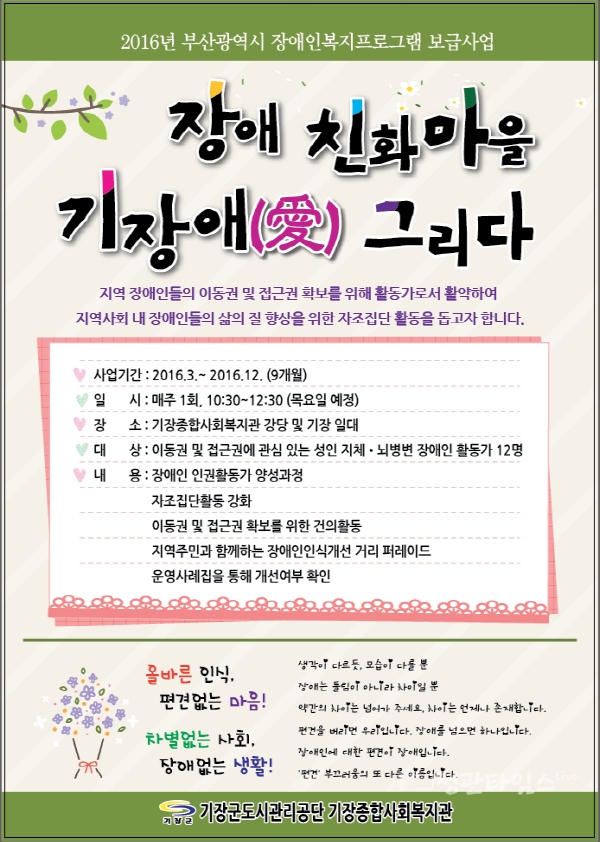 2016년 부산광역시 장애인복지프로그램 보급사업
장애 친화마을
기장애(愛) 그리다
지역 장애인들의 이동권 및 접근권 확보를 위해 활동가로서 활약하여
지역사회 내 장애인들의 삶의 질 향상을 위한 자조집단 활동을 돕고자 합니다.
사업기간 : 2016.3.~ 2016.12. (9개월)
일 시 : 매주 1회, 10:30~12:30 (목요일 예정)
장 소 : 기장종합사회복지관 강당 및 기장 일대
대 상 : 이동권 및 접근권에 관심 있는 성인 지체·뇌병변 장애인 활동가 12명
내 용 : 장애인 인권활동가 양성과정
자조집단활동 강화
이동권 및 접근권 확보를 위한 건의활동
지역주민과 함께하는 장애인인식개선 거리 퍼레이드
운영사례집을 통해 개선여부 확인
올바른 인식,
편견없는 마음!
차별없는 사회,
장애없는 생활!
생각이 다르듯, 모습이 다를 뿐
장애는 틀림이 아니라 차이일 뿐
약간의 차이는 넘어가 주세요, 차이는 언제나 존재합니다.
편견을 버리면 우리입니다. 장애를 넘으면 하나입니다.
장애인에 대한 편견이 장애입니다.
'편견' 부끄러움의 또 다른 이름입니다.
기장군
기장군도시관리공단 기장종합사회복지관